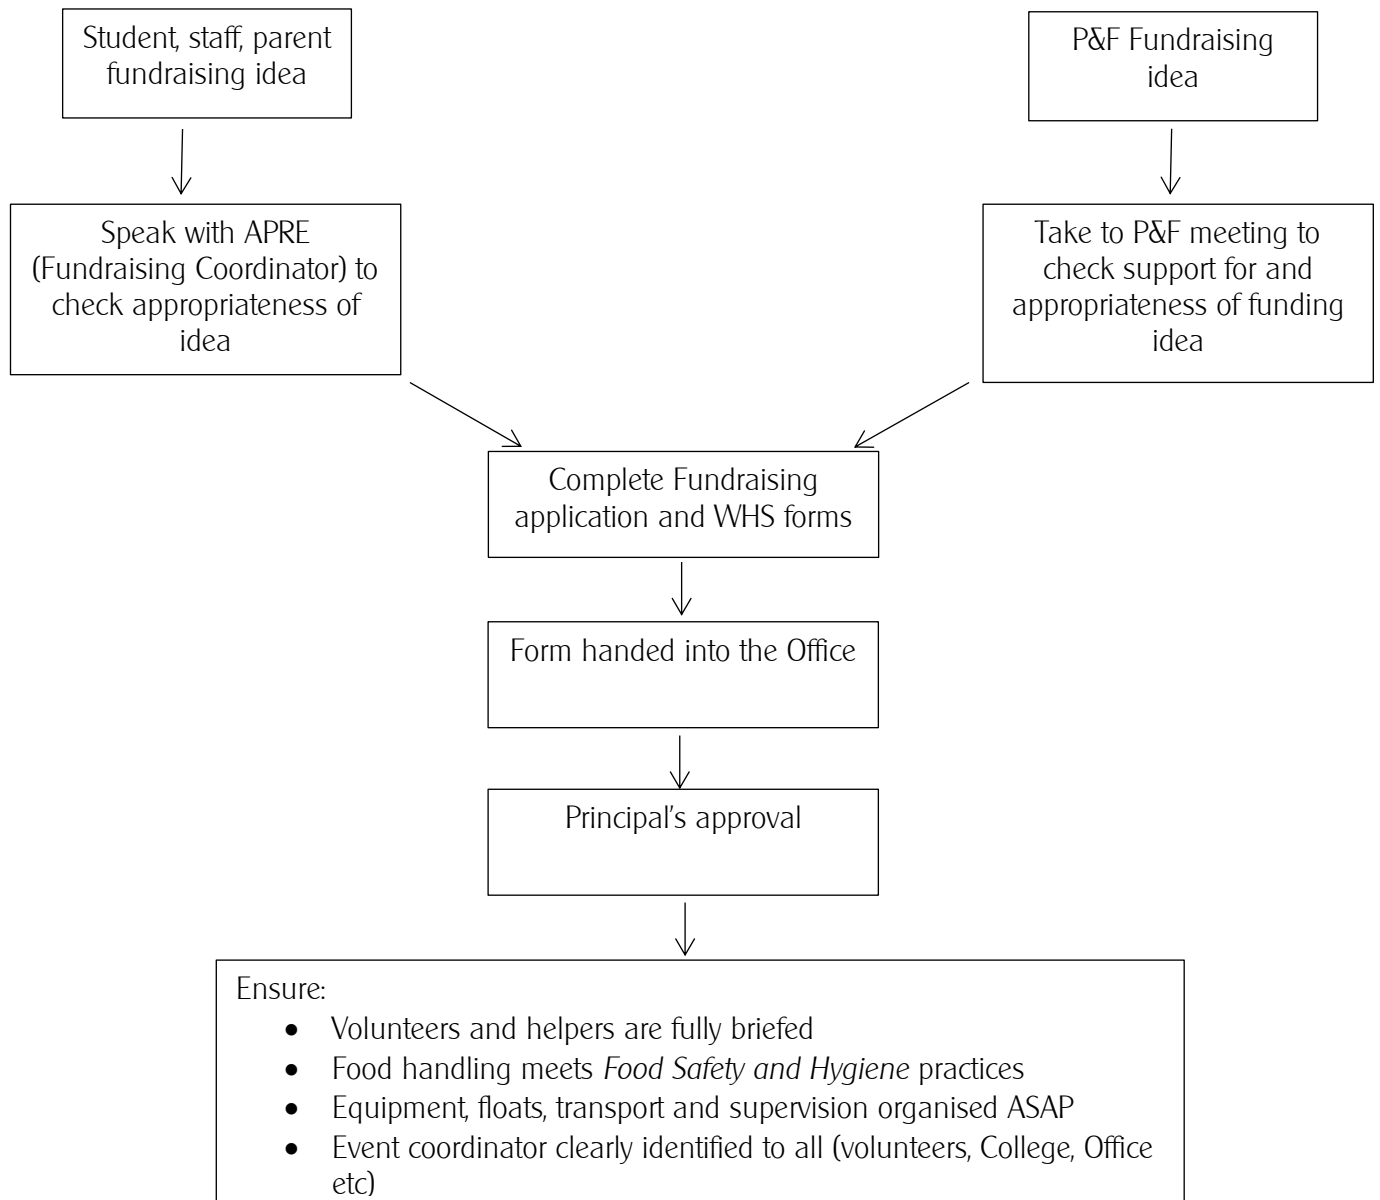 Student, staff, parent
fundraising idea
P&F Fundraising
idea
Speak with APRE
(Fundraising Coordinator) to
check appropriateness of
idea
Take to P&F meeting to
check support for and
appropriateness of funding
idea
Complete Fundraising
application and WHS forms
Form handed into the Office
Principal’s approval
Ensure:
• Volunteers and helpers are fully briefed
• Food handling meets Food Safety and Hygiene practices
• Equipment, floats, transport and supervision organised ASAP
• Event coordinator clearly identified to all (volunteers, College, Office
etc)